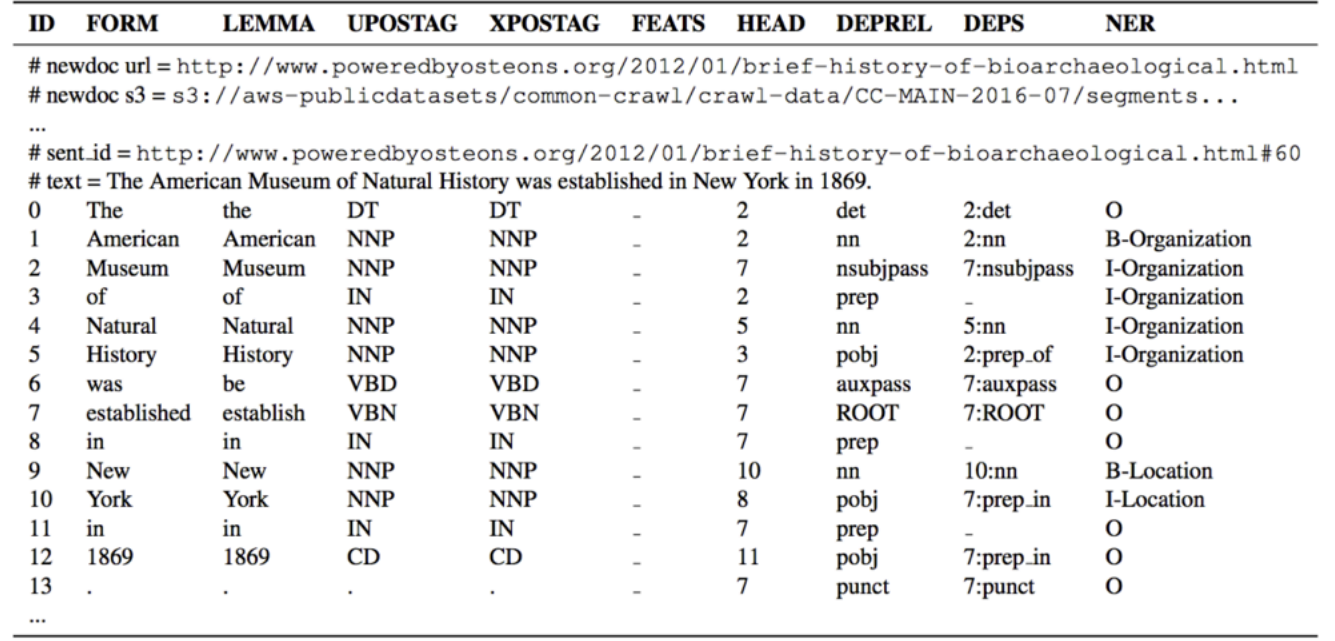 ID FORM LEMMA UPOSTAG XPOSTAG FEATS HEAD DEPREL DEPS NER
# newdoc url = http://www.poweredbyosteons.org/2012/01/brief-history-of-bioarchaeological.html
# newdoc s3 = s3://aws-publicdatasets/common-crawl/crawl-data/CC-MAIN-2016-07/segments...
...
# sent_id = http://www.poweredbyosteons.org/2012/01/brief-history-of-bioarchaeological.html#60
# text = The American Museum of Natural History was established in New York in 1869.
0 The the DT DT _ 2 det 2:det O
1 American American NNP NNP _ 2 nn 2:nn B-Organization
2 Museum Museum NNP NNP _ 7 nsubjpass 7:nsubjpass I-Organization
3 of of IN IN _ 2 prep _ I-Organization
4 Natural Natural NNP NNP _ 5 nn 5:nn I-Organization
5 History History NNP NNP _ 3 pobj 2:prep_of I-Organization
6 was be VBD VBD _ 7 auxpass 7:auxpass O
7 established establish VBN VBN _ 7 ROOT 7:ROOT O
8 in in IN IN _ 7 prep _ O
9 New New NNP NNP _ 10 nn 10:nn B-Location
10 York York NNP NNP _ 8 pobj 7:prep_in I-Location
11 in in IN IN _ 7 prep _ O
12 1869 1869 CD CD _ 11 pobj 7:prep_in O
13 . . . . _ 7 punct 7:punct O
...